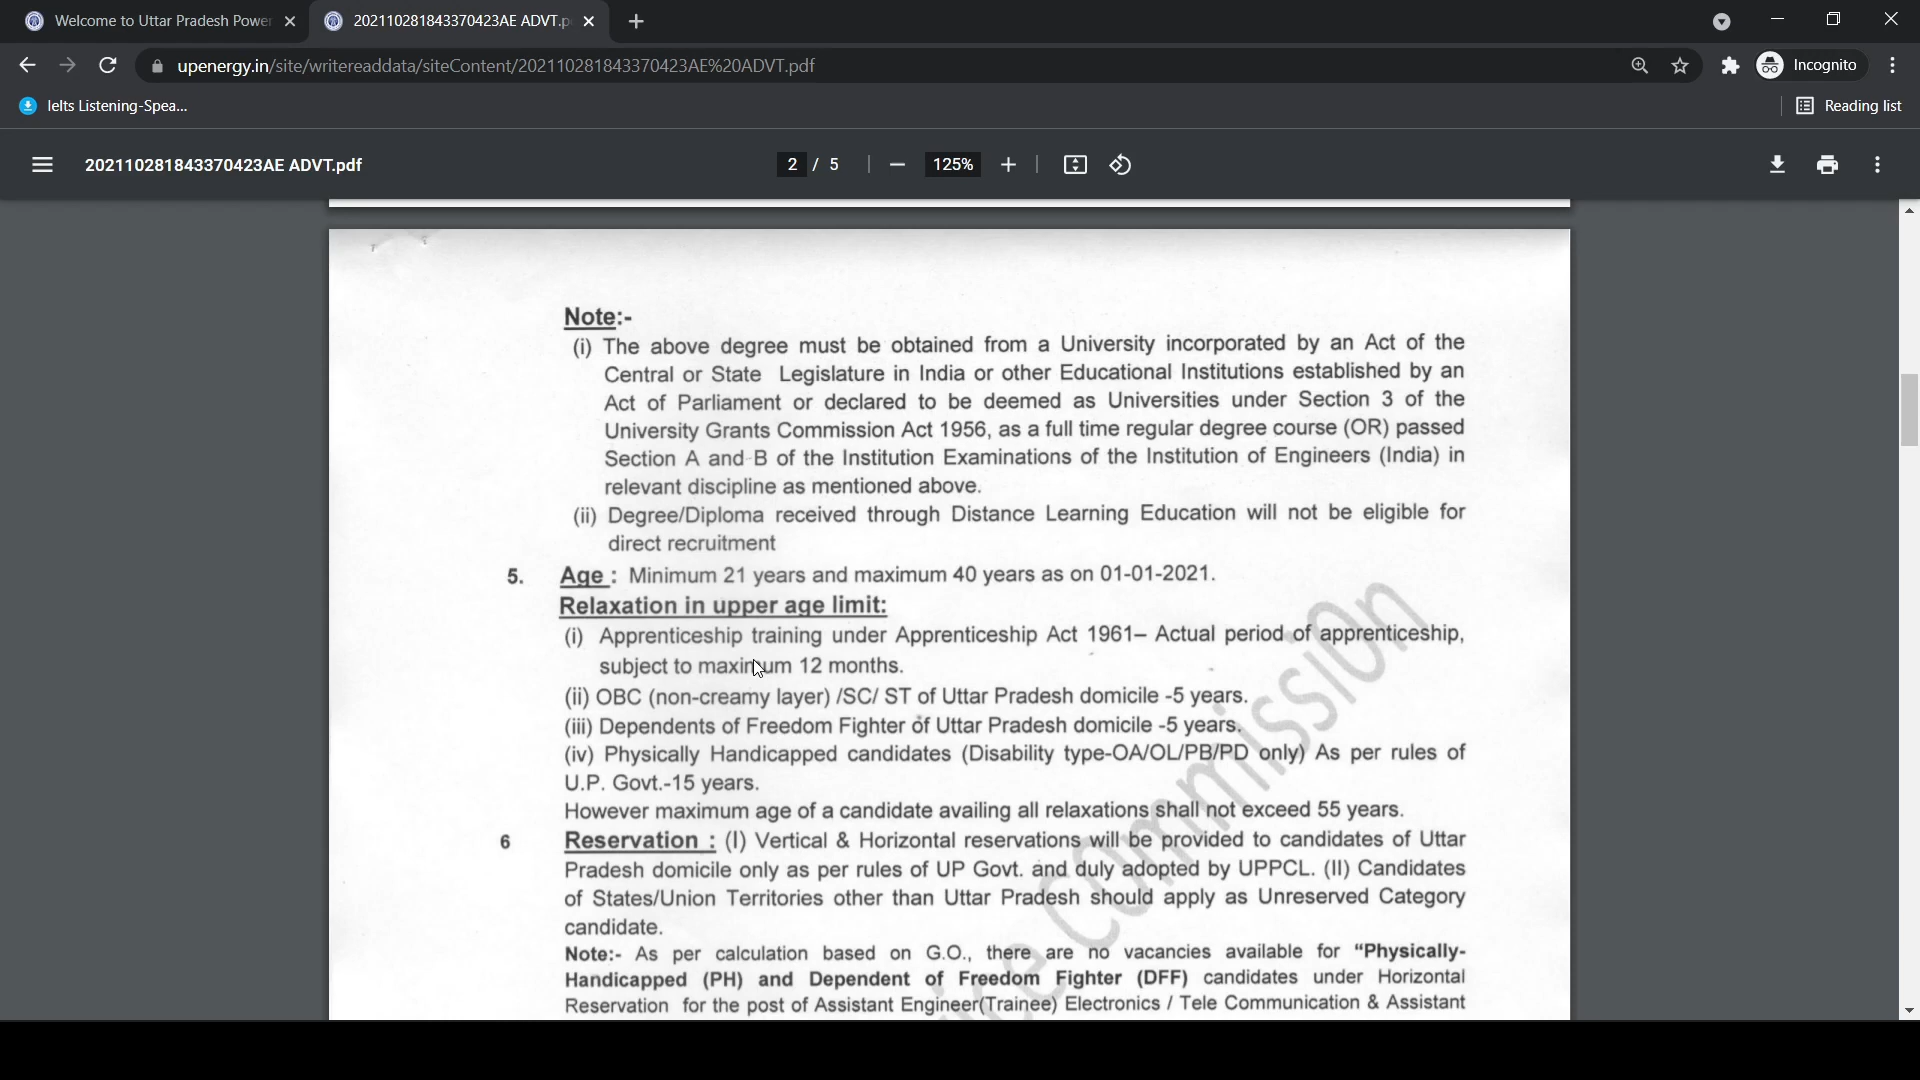 Welcome to Uttar Pradesh Power
202110281843370423AE ADVT.p
upenergy.in/site/writereaddata/siteContent/202110281843370423AE%20ADVT.pdf
Incognito
Ielts Listening-Spea...
Reading list
202110281843370423AE ADVT.pdf
2 / 5
125%
Note:-
(i) The above degree must be obtained from a University incorporated by an Act of the
Central or State Legislature in India or other Educational Institutions established by an
Act of Parliament or declared to be deemed as Universities under Section 3 of the
University Grants Commission Act 1956, as a full time regular degree course (OR) passed
Section A and B of the Institution Examinations of the Institution of Engineers (India) in
relevant discipline as mentioned above.
(ii) Degree/Diploma received through Distance Learning Education will not be eligible for
direct recruitment
5. Age : Minimum 21 years and maximum 40 years as on 01-01-2021.
Relaxation in upper age limit:
(i) Apprenticeship training under Apprenticeship Act 1961– Actual period of apprenticeship,
subject to maximum 12 months.
(ii) OBC (non-creamy layer) /SC/ ST of Uttar Pradesh domicile -5 years.
(iii) Dependents of Freedom Fighter of Uttar Pradesh domicile -5 years.
(iv) Physically Handicapped candidates (Disability type-OA/OL/PB/PD only) As per rules of
U.P. Govt.-15 years.
However maximum age of a candidate availing all relaxations shall not exceed 55 years.
6 Reservation : (I) Vertical & Horizontal reservations will be provided to candidates of Uttar
Pradesh domicile only as per rules of UP Govt. and duly adopted by UPPCL. (II) Candidates
of States/Union Territories other than Uttar Pradesh should apply as Unreserved Category
candidate.
Note:- As per calculation based on G.O., there are no vacancies available for “Physically-
Handicapped (PH) and Dependent of Freedom Fighter (DFF) candidates under Horizontal
Reservation for the post of Assistant Engineer(Trainee) Electronics / Tele Communication & Assistant
ice COmmissiOn